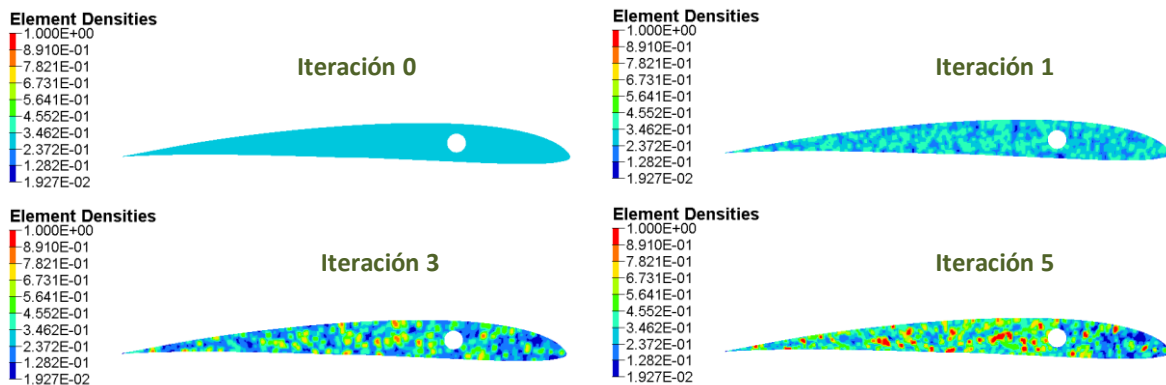 Element Densities
1.000E+00
8.910E-01
7.821E-01
6.731E-01
5.641E-01
4.552E-01
3.462E-01
2.372E-01
1.282E-01
1.927E-02
Iteración 0
Element Densities
1.000E+00
8.910E-01
7.821E-01
6.731E-01
5.641E-01
4.552E-01
3.462E-01
2.372E-01
1.282E-01
1.927E-02
Iteración 1
Element Densities
1.000E+00
8.910E-01
7.821E-01
6.731E-01
5.641E-01
4.552E-01
3.462E-01
2.372E-01
1.282E-01
1.927E-02
Iteración 3
Element Densities
1.000E+00
8.910E-01
7.821E-01
6.731E-01
5.641E-01
4.552E-01
3.462E-01
2.372E-01
1.282E-01
1.927E-02
Iteración 5